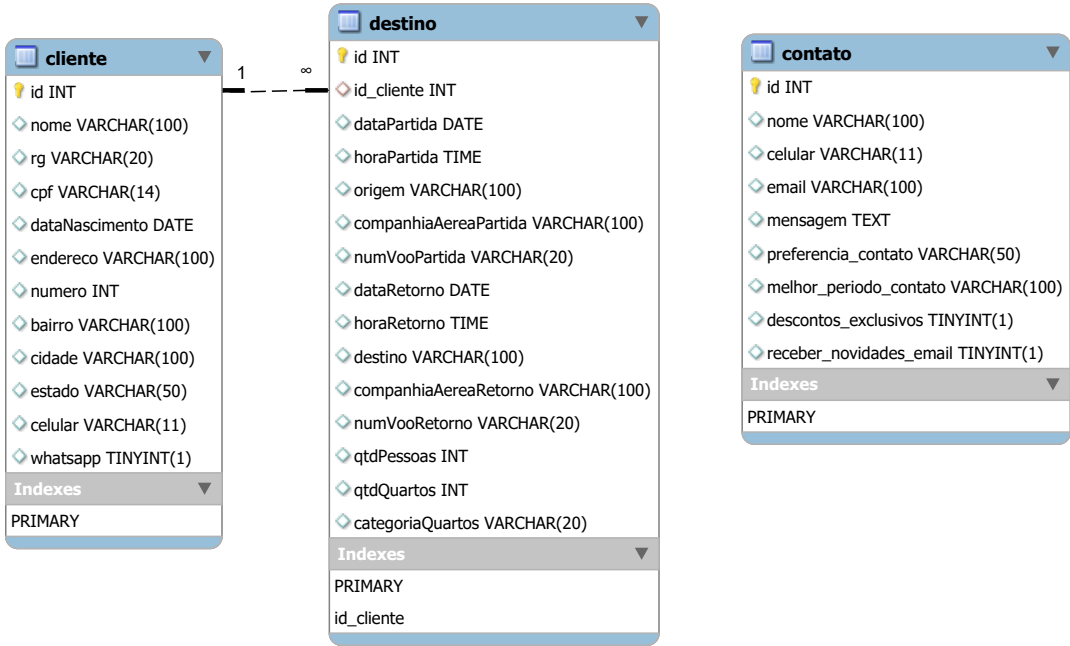 cliente
id INT
nome VARCHAR(100)
rg VARCHAR(20)
cpf VARCHAR(14)
dataNascimento DATE
endereco VARCHAR(100)
numero INT
bairro VARCHAR(100)
cidade VARCHAR(100)
estado VARCHAR(50)
celular VARCHAR(11)
whatsapp TINYINT(1)
Indexes
PRIMARY
1
∞
destino
id INT
id_cliente INT
dataPartida DATE
horaPartida TIME
origem VARCHAR(100)
companhiaAereaPartida VARCHAR(100)
numVooPartida VARCHAR(20)
dataRetorno DATE
horaRetorno TIME
destino VARCHAR(100)
companhiaAereaRetorno VARCHAR(100)
numVooRetorno VARCHAR(20)
qtdPessoas INT
qtdQuartos INT
categoriaQuartos VARCHAR(20)
Indexes
PRIMARY
id_cliente
contato
id INT
nome VARCHAR(100)
celular VARCHAR(11)
email VARCHAR(100)
mensagem TEXT
preferencia_contato VARCHAR(50)
melhor_periodo_contato VARCHAR(100)
descontos_exclusivos TINYINT(1)
receber_novidades_email TINYINT(1)
Indexes
PRIMARY